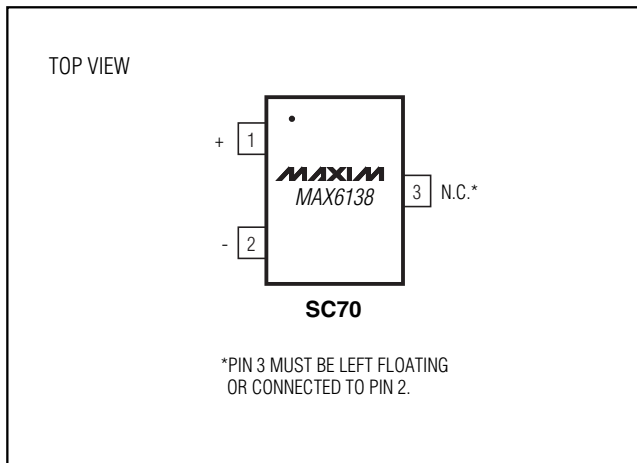 TOP VIEW
+ 1
MAXIM
MAX6138
3 N.C.*
- 2
SC70
*PIN 3 MUST BE LEFT FLOATING
OR CONNECTED TO PIN 2.